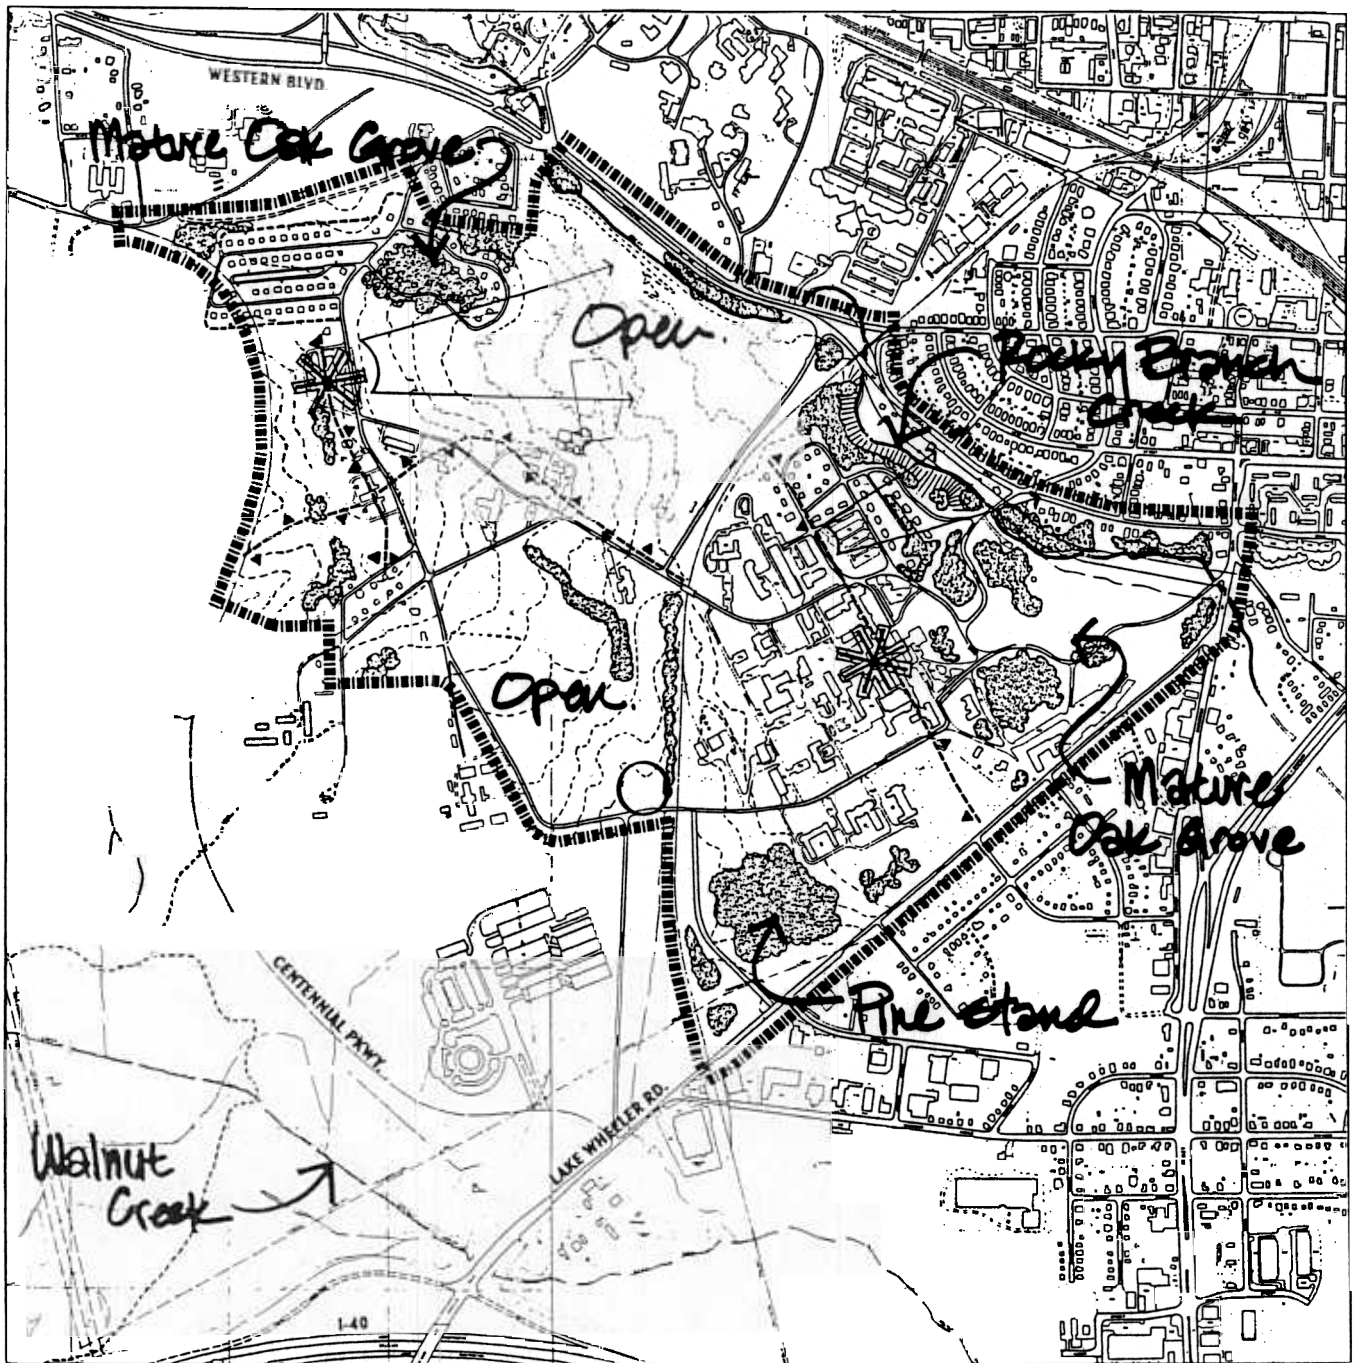 WESTERN BLVD.
Mature Oak Grove
Open
Rocky Branch
Creek
Open
Mature
Oak Grove
Pine Stand
CENTENNIAL PKWY.
LAKE WHEELER RD.
Walnut
Creek
I-40